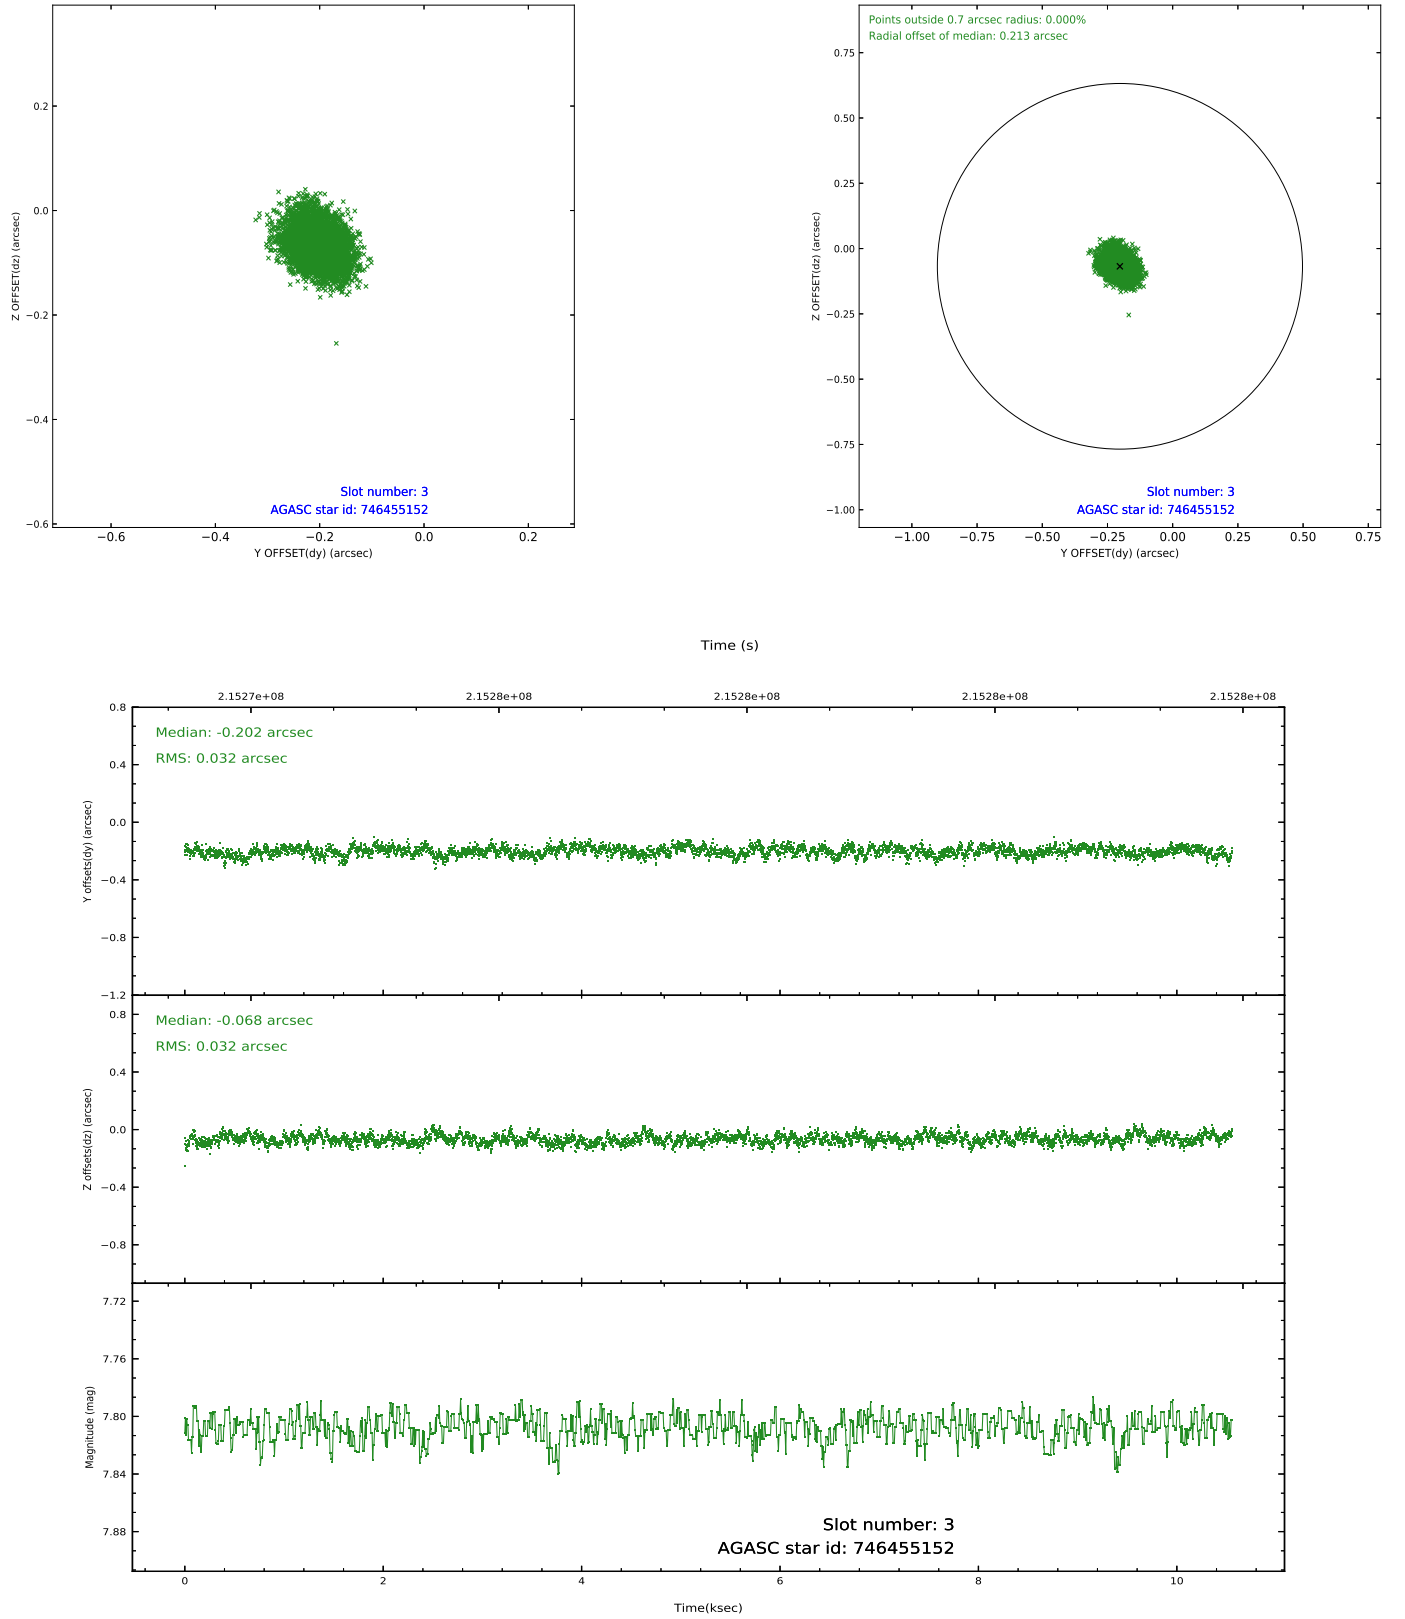 0.2
0.0
−0.2
−0.4
−0.6
Z OFFSET(dz) (arcsec)
Slot number: 3
AGASC star id: 746455152
−0.6 −0.4 −0.2 0.0 0.2
Y OFFSET(dy) (arcsec)
Points outside 0.7 arcsec radius: 0.000%
Radial offset of median: 0.213 arcsec
0.75
0.50
0.25
0.00
−0.25
−0.50
−0.75
−1.00
Z OFFSET(dz) (arcsec)
Slot number: 3
AGASC star id: 746455152
−1.00 −0.75 −0.50 −0.25 0.00 0.25 0.50 0.75
Y OFFSET(dy) (arcsec)
Time (s)
2.1527e+08 2.1528e+08 2.1528e+08 2.1528e+08 2.1528e+08
Median: -0.202 arcsec
RMS: 0.032 arcsec
0.8
0.4
0.0
−0.4
−0.8
−1.2
Y offsets(dy) (arcsec)
Median: -0.068 arcsec
RMS: 0.032 arcsec
0.8
0.4
0.0
−0.4
−0.8
Z offsets(dz) (arcsec)
7.72
7.76
7.80
7.84
7.88
Magnitude (mag)
Slot number: 3
AGASC star id: 746455152
0 2 4 6 8 10
Time(ksec)